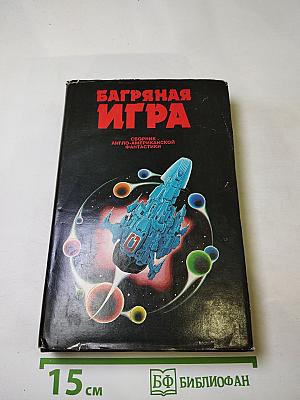 БАГРЯНАЯ
ИГРА
СБОРНИК
АНГЛО-АМЕРИКАНСКОЙ
ФАНТАСТИКИ
15 см
БФ БИБЛИОФАН